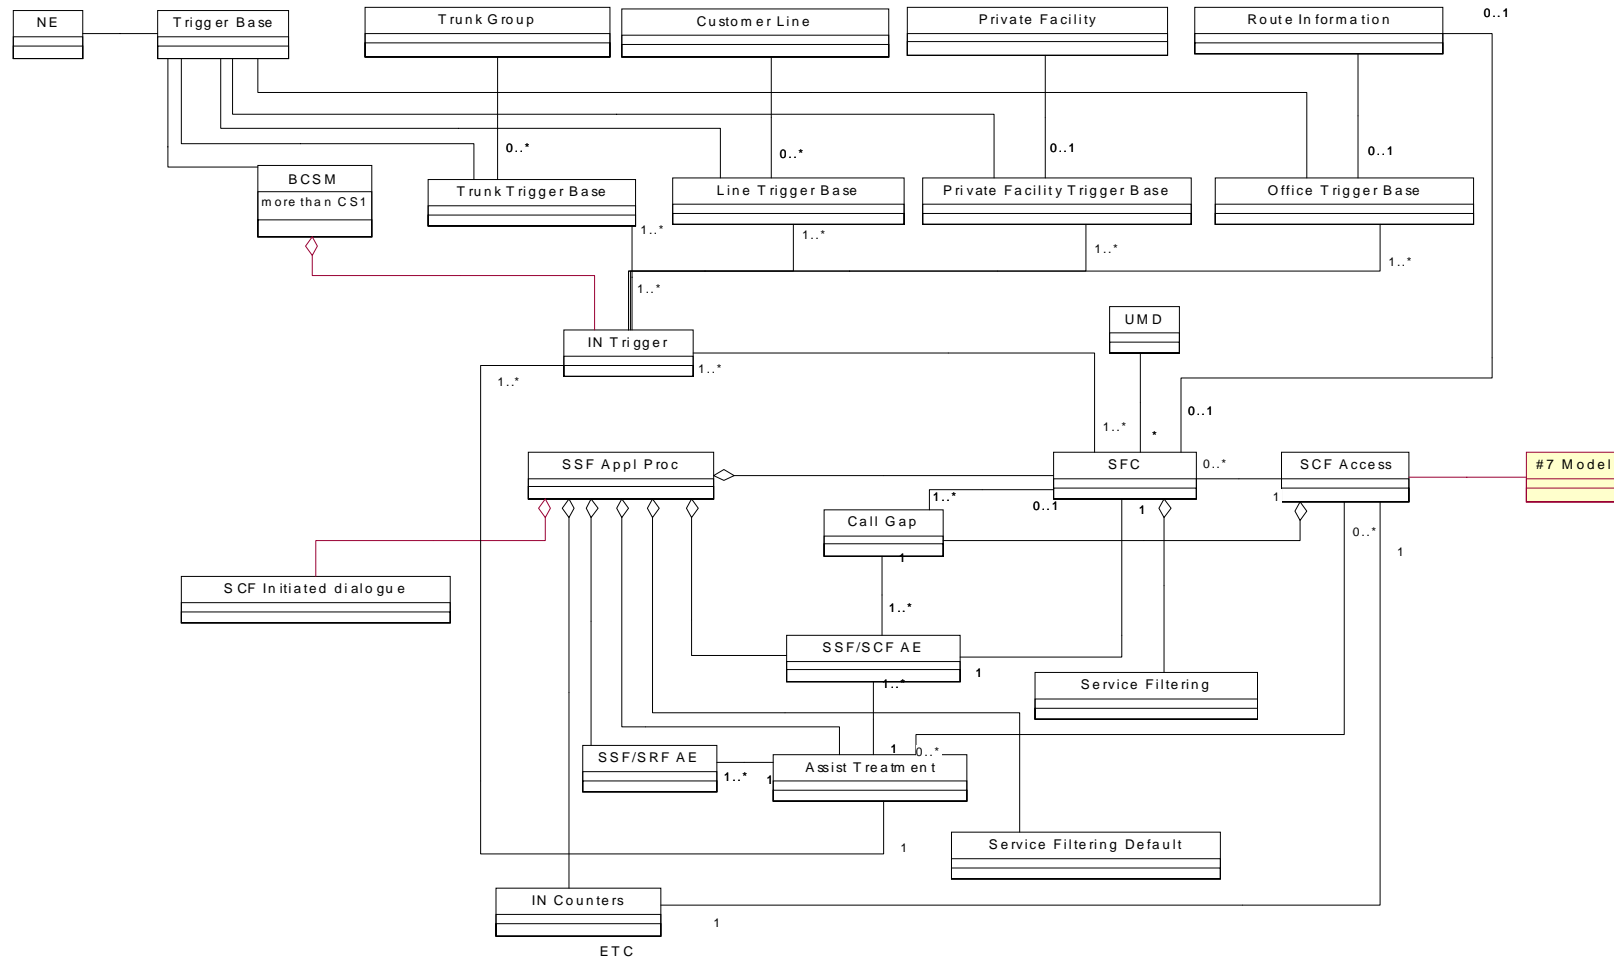 NE
Trigger Base
Trunk Group
Customer Line
Private Facility
Route Information
0..1
0..*
0..*
0..1
0..1
BCSM
more than CS1
Trunk Trigger Base
Line Trigger Base
Private Facility Trigger Base
Office Trigger Base
1..*
1..*
1..*
1..*
1..*
UMD
IN Trigger
1..*
1..*
0..1
1..*
*
SSF Appl Proc
SFC
0..*
SCF Access
#7 Model
1..*
0..1
1
1
Call Gap
0..*
1
1
SCF Initiated dialogue
1..*
SSF/SCF AE
1
1..*
Service Filtering
1
0..*
SSF/SRF AE
1..*
1
Assist Treatment
1
Service Filtering Default
IN Counters
1
ETC